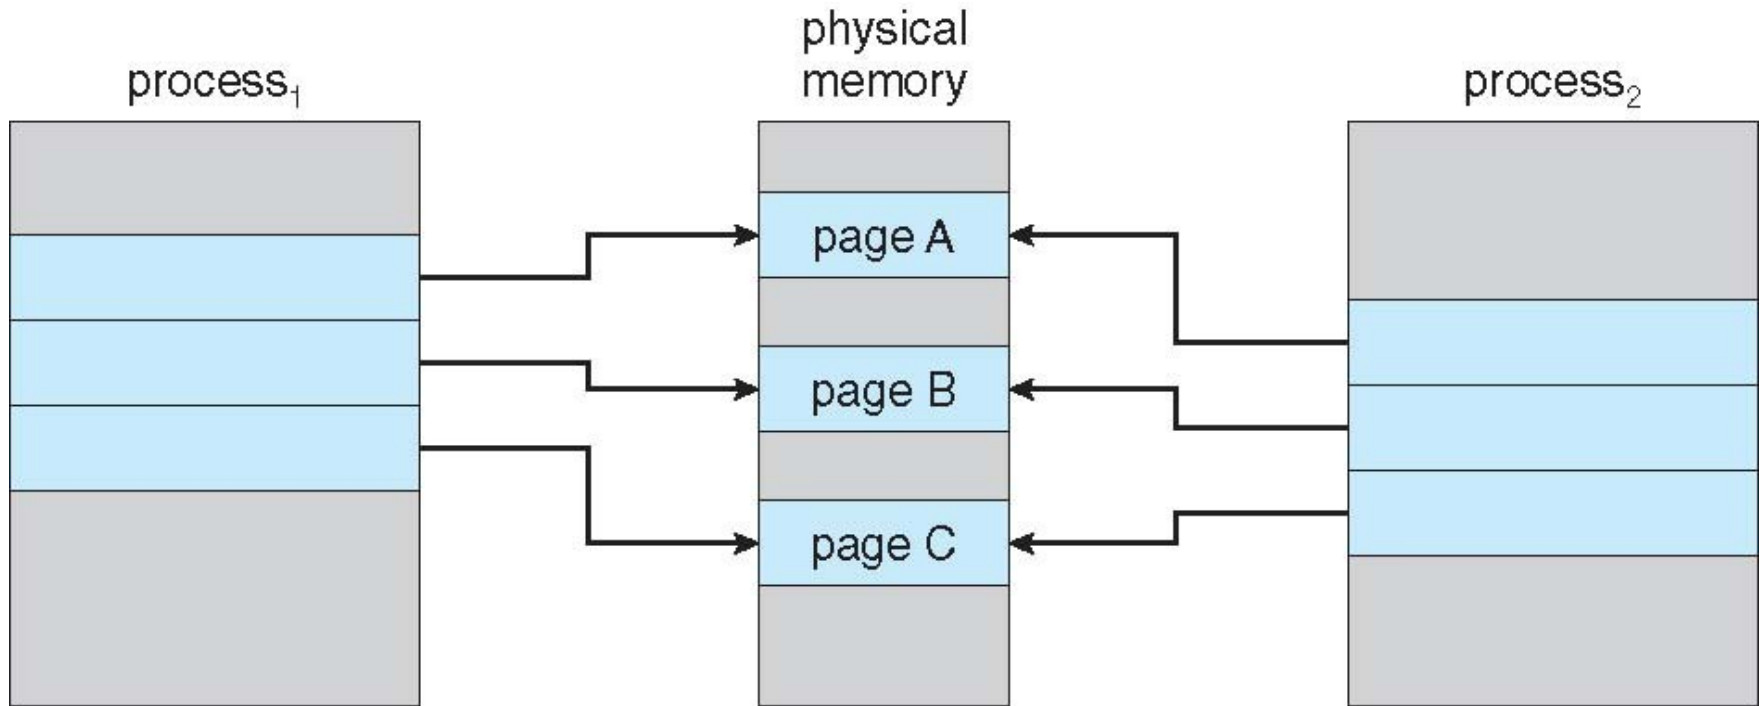 process₁
physical
memory
process₂
page A
page B
page C